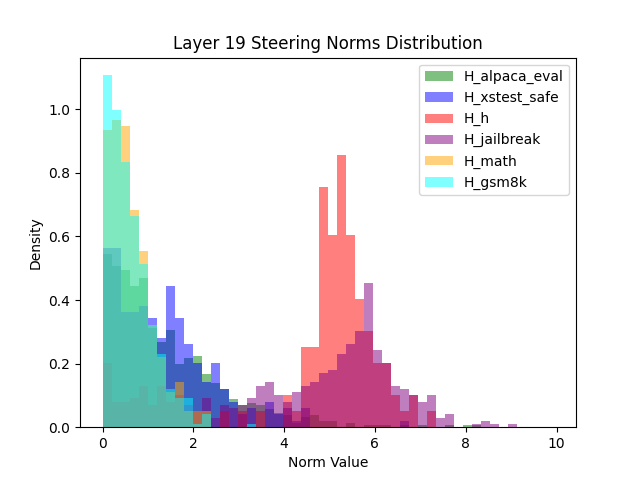 Layer 19 Steering Norms Distribution
H_alpaca_eval
H_xstest_safe
H_h
H_jailbreak
H_math
H_gsm8k
Density
1.0
0.8
0.6
0.4
0.2
0.0
0 2 4 6 8 10
Norm Value